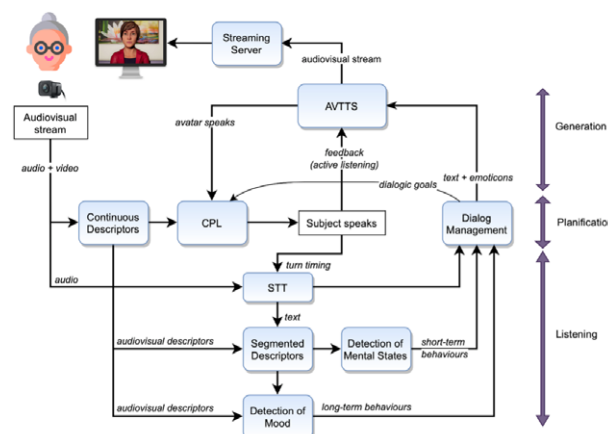 Streaming
Server
audiovisual stream
AVTTS
Audiovisual
stream
avatar speaks
feedback
(active listening)
text + emoticons
Generation
audio + video
dialogic goals
Continuous
Descriptors
CPL
Subject speaks
Dialog
Management
Planificatio
turn timing
audio
STT
text
Listening
audiovisual descriptors
Segmented
Descriptors
Detection of
Mental States
short-term
behaviours
audiovisual descriptors
Detection of
Mood
long-term behaviours